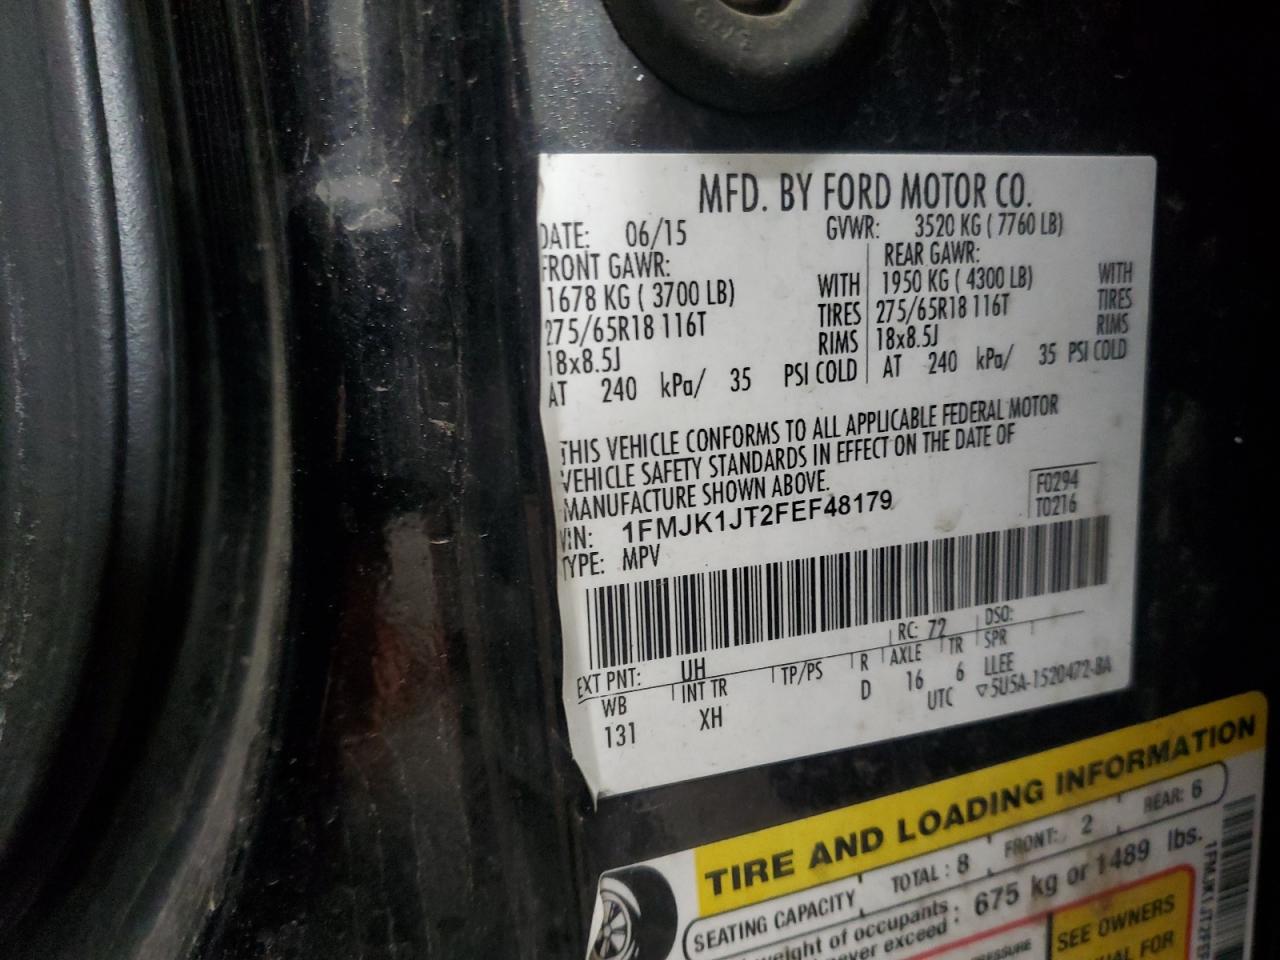 MFD. BY FORD MOTOR CO.
DATE: 06/15 GVWR: 3520 KG ( 7760 LB)
FRONT GAWR: REAR GAWR:
1678 KG ( 3700 LB) WITH 1950 KG ( 4300 LB) WITH
275/65R18 116T TIRES 275/65R18 116T TIRES
18x8.5J RIMS 18x8.5J RIMS
AT 240 kPa/ 35 PSI COLD AT 240 kPa/ 35 PSI COLD
THIS VEHICLE CONFORMS TO ALL APPLICABLE FEDERAL MOTOR
VEHICLE SAFETY STANDARDS IN EFFECT ON THE DATE OF
MANUFACTURE SHOWN ABOVE.
F0294
T0216
VIN: 1FMJK1JT2FEF48179
TYPE: MPV
EXT PNT: UH RC: 72 DSO:
WB INT TR TP/PS R AXLE TR SPR
131 XH D 16 6 LLEE
UTC ▽5U5A-1520472-BA
TIRE AND LOADING INFORMATION
SEATING CAPACITY TOTAL : 8 FRONT: 2 REAR: 6
weight of occupants
never exceed : 675 kg or 1489 lbs.
SEE OWNERS